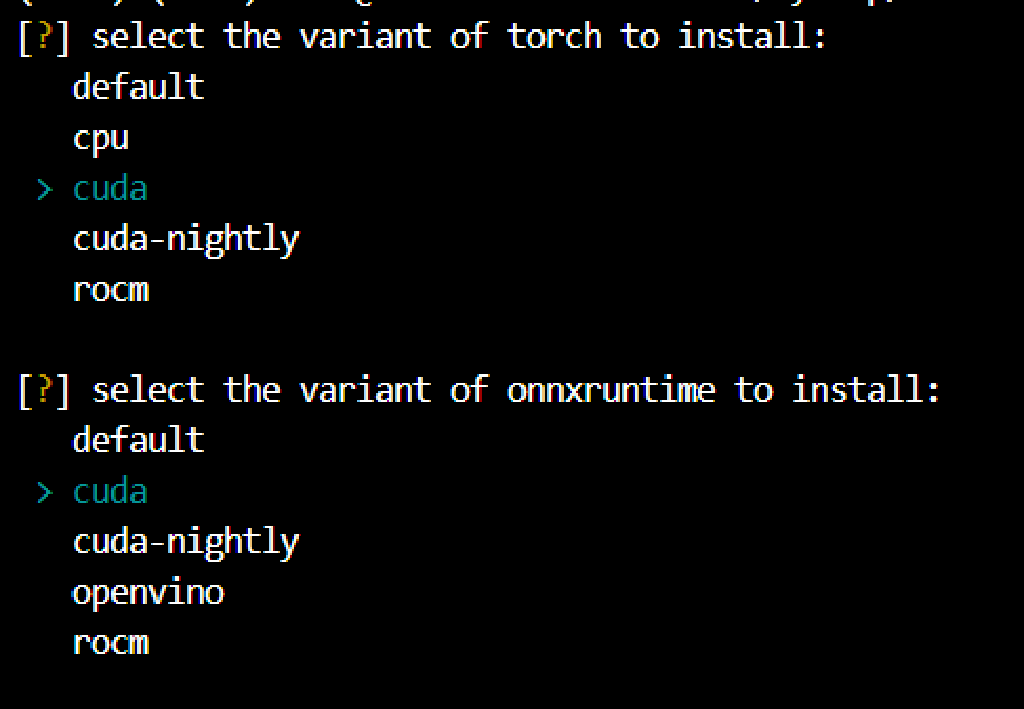 [?] select the variant of torch to install:
default
cpu
> cuda
cuda-nightly
rocm
[?] select the variant of onnxruntime to install:
default
> cuda
cuda-nightly
openvino
rocm